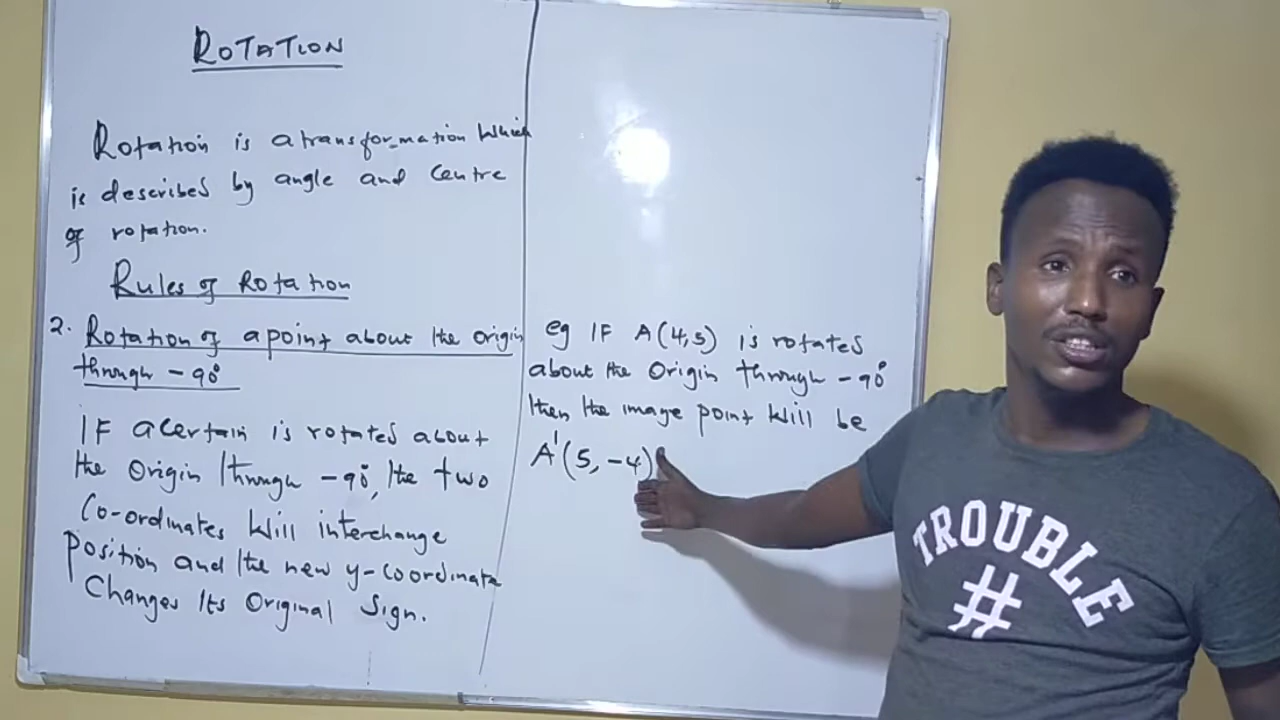 ROTATION
Rotation is a transformation which
is described by angle and centre
of rotation.
Rules of Rotation
2. Rotation of a point about the origin
through -90°
IF a certain is rotated about
the origin through -90°, the two
Co-ordinates will interchange
position and the new y-coordinate
Changes Its Original Sign.
eg IF A(4,5) is rotated
about the Origin through -90°
then the image point will be
A'(5, -4)
TROUBLE
#